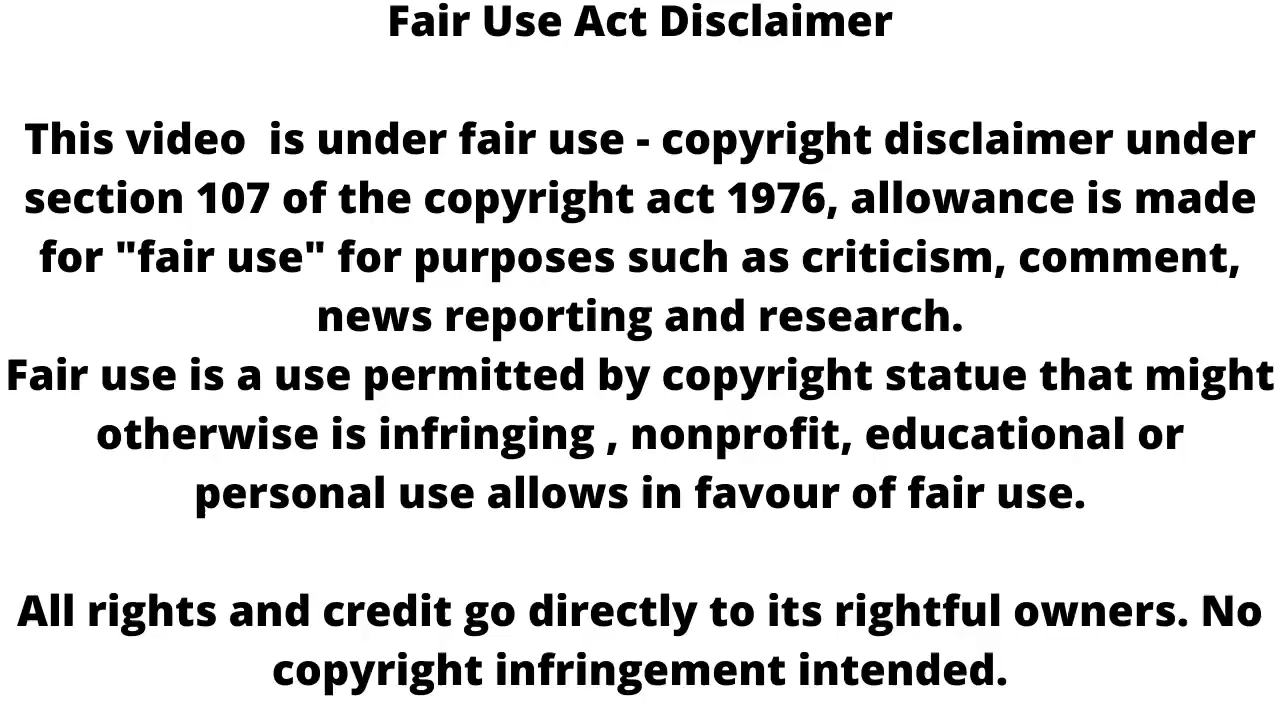 Fair Use Act Disclaimer
This video  is under fair use - copyright disclaimer under
section 107 of the copyright act 1976, allowance is made
for "fair use" for purposes such as criticism, comment,
news reporting and research.
Fair use is a use permitted by copyright statue that might
otherwise is infringing , nonprofit, educational or
personal use allows in favour of fair use.
All rights and credit go directly to its rightful owners. No
copyright infringement intended.